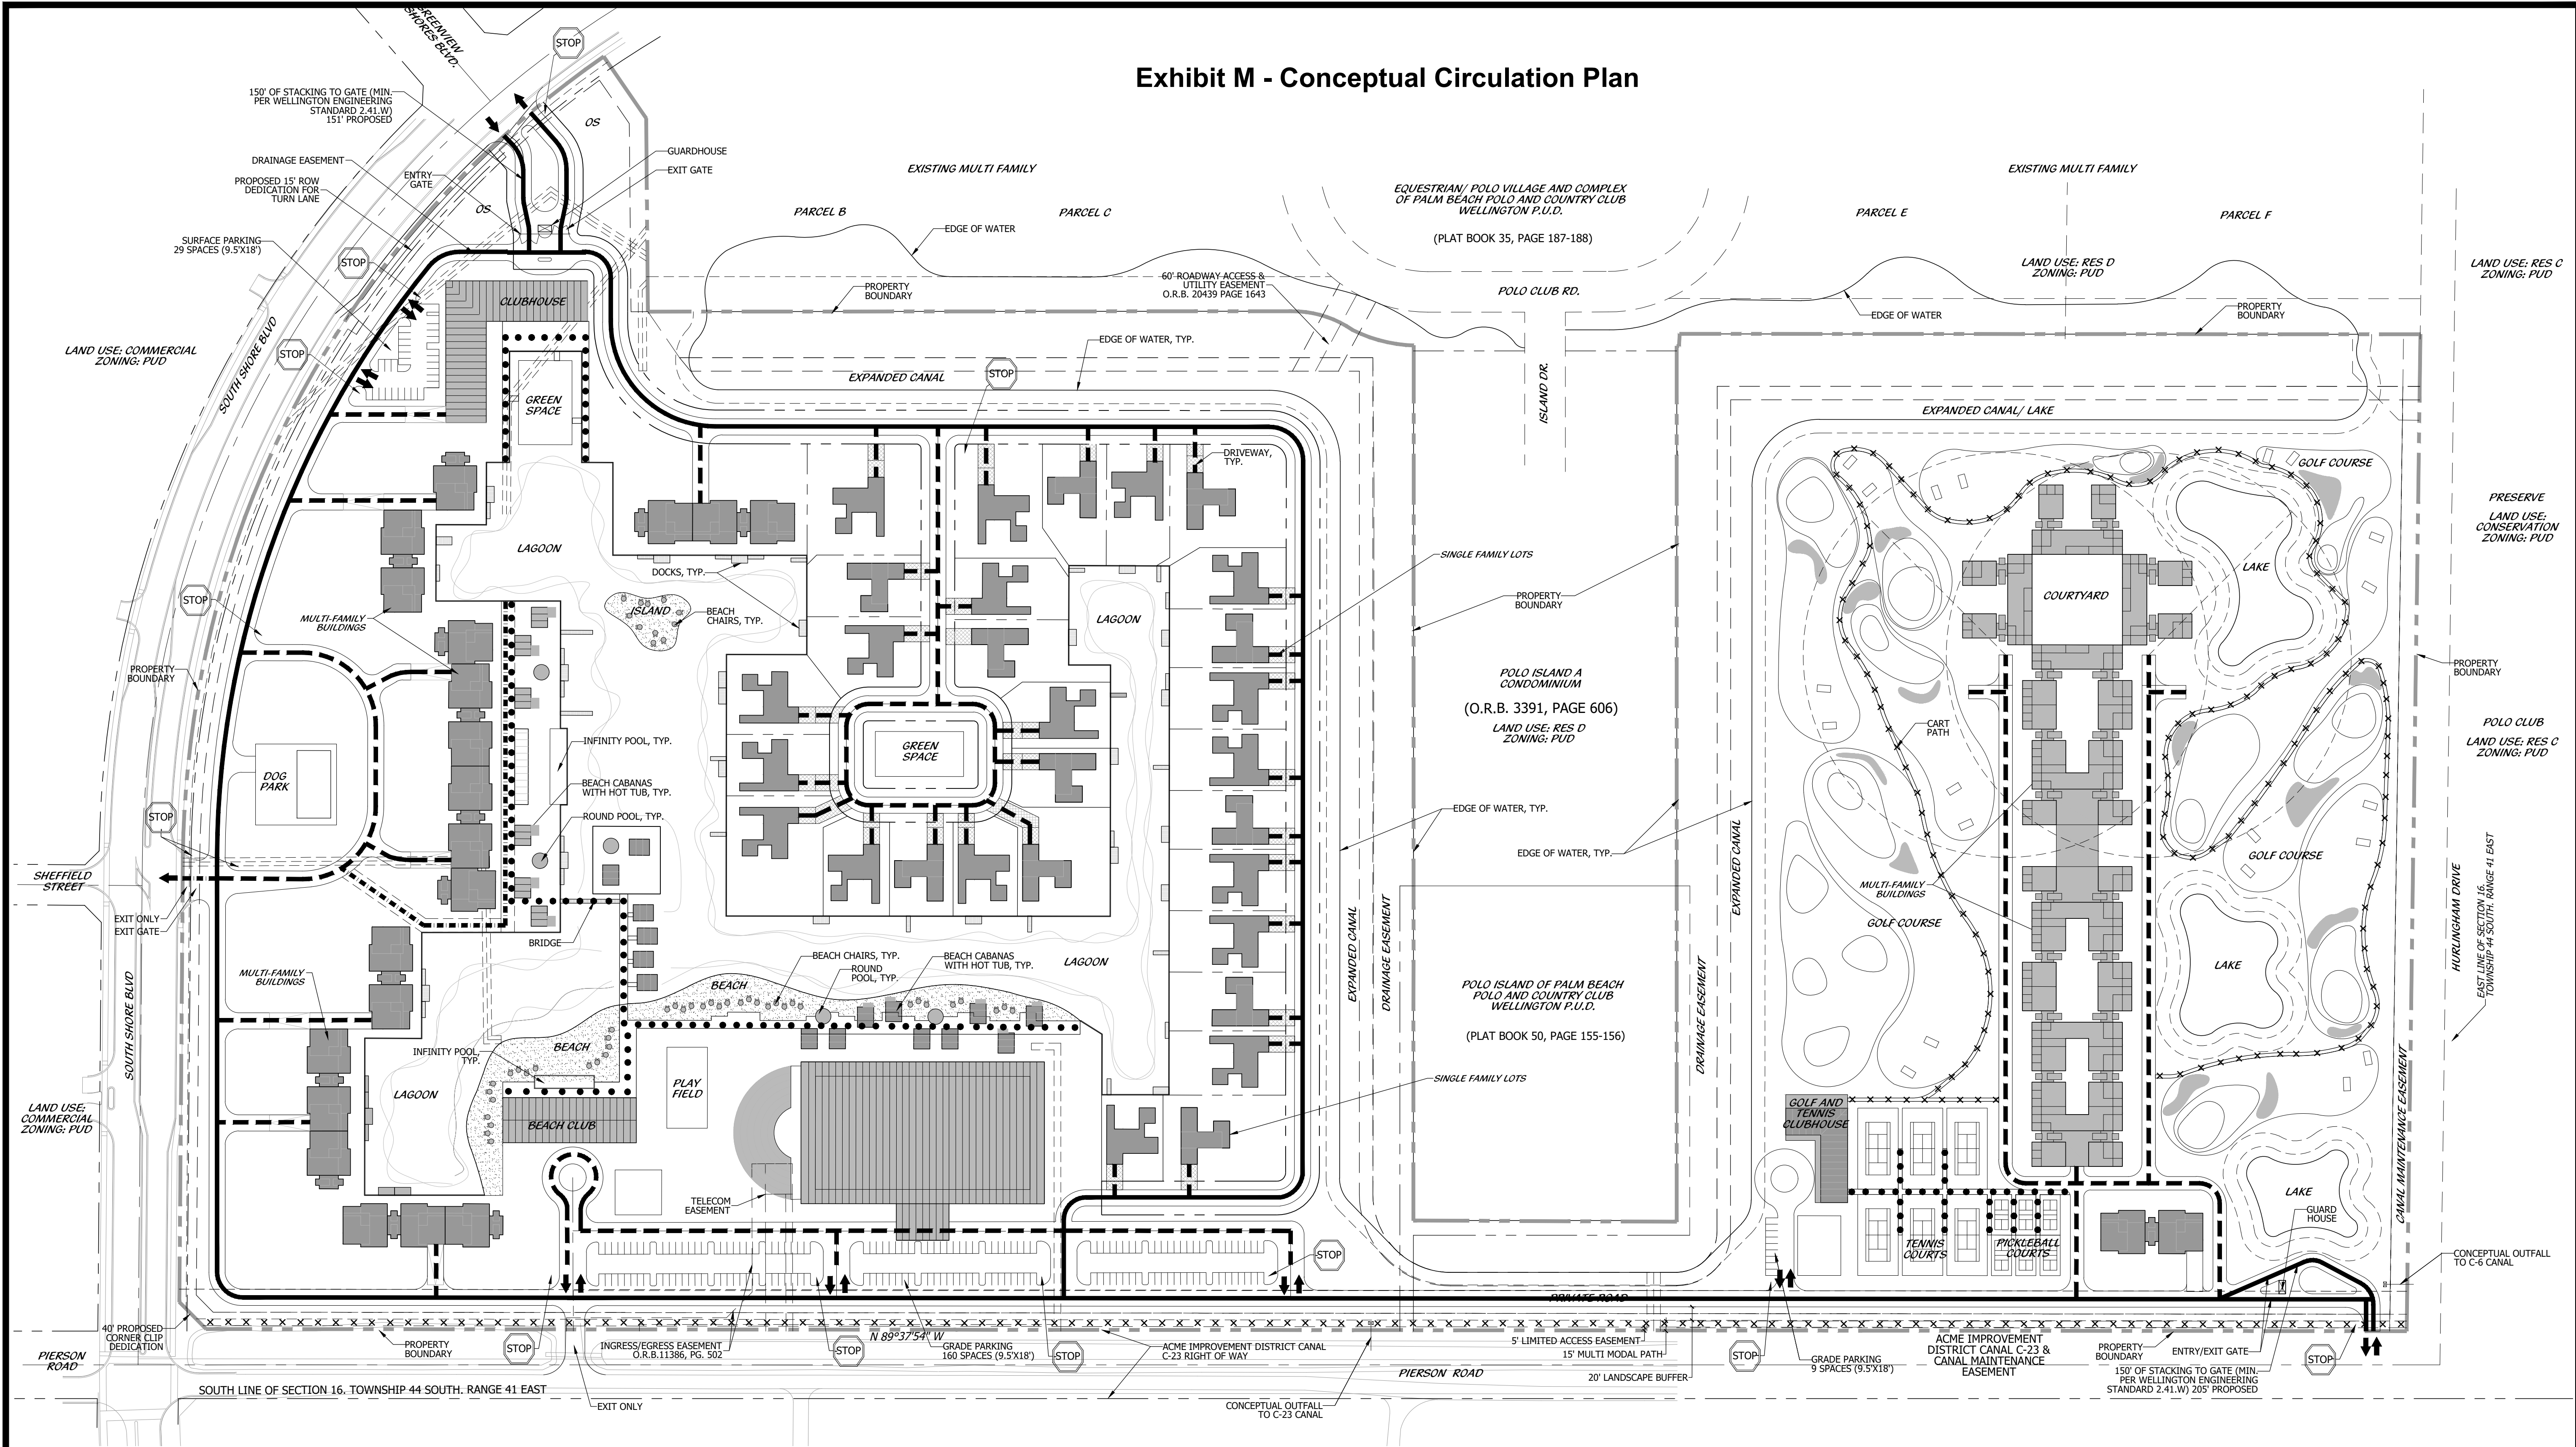 Exhibit M - Conceptual Circulation Plan
GREENVIEW
SHORES BLVD.
STOP
150' OF STACKING TO GATE (MIN.
PER WELLINGTON ENGINEERING
STANDARD 2.41.W)
151' PROPOSED
OS
DRAINAGE EASEMENT
PROPOSED 15' ROW
DEDICATION FOR
TURN LANE
ENTRY
GATE
GUARDHOUSE
EXIT GATE
OS
SURFACE PARKING
29 SPACES (9.5'X18')
STOP
EXISTING MULTI FAMILY
PARCEL B
PARCEL C
EDGE OF WATER
EQUESTRIAN/ POLO VILLAGE AND COMPLEX
OF PALM BEACH POLO AND COUNTRY CLUB
WELLINGTON P.U.D.
(PLAT BOOK 35, PAGE 187-188)
EXISTING MULTI FAMILY
PARCEL E
PARCEL F
LAND USE: RES D
ZONING: PUD
LAND USE: RES C
ZONING: PUD
CLUBHOUSE
PROPERTY
BOUNDARY
60' ROADWAY ACCESS &
UTILITY EASEMENT
O.R.B. 20439 PAGE 1643
POLO CLUB RD.
EDGE OF WATER
PROPERTY
BOUNDARY
LAND USE: COMMERCIAL
ZONING: PUD
SOUTH SHORE BLVD
STOP
EDGE OF WATER, TYP.
EXPANDED CANAL
STOP
ISLAND DR.
GREEN
SPACE
EXPANDED CANAL/ LAKE
DRIVEWAY,
TYP.
GOLF COURSE
PRESERVE
LAND USE:
CONSERVATION
ZONING: PUD
LAGOON
DOCKS, TYP.
SINGLE FAMILY LOTS
STOP
MULTI-FAMILY
BUILDINGS
ISLAND
BEACH
CHAIRS, TYP.
LAGOON
PROPERTY
BOUNDARY
COURTYARD
LAKE
PROPERTY
BOUNDARY
POLO ISLAND A
CONDOMINIUM
(O.R.B. 3391, PAGE 606)
LAND USE: RES D
ZONING: PUD
PROPERTY
BOUNDARY
CART
PATH
POLO CLUB
LAND USE: RES C
ZONING: PUD
INFINITY POOL, TYP.
GREEN
SPACE
DOG
PARK
BEACH CABANAS
WITH HOT TUB, TYP.
ROUND POOL, TYP.
STOP
EDGE OF WATER, TYP.
EDGE OF WATER, TYP.
EXPANDED CANAL
GOLF COURSE
SHEFFIELD
STREET
MULTI-FAMILY
BUILDINGS
HURLINGHAM DRIVE
EAST LINE OF SECTION 16.
TOWNSHIP 44 SOUTH. RANGE 41 EAST
EXIT ONLY
EXIT GATE
BRIDGE
EXPANDED CANAL
DRAINAGE EASEMENT
GOLF COURSE
SOUTH SHORE BLVD
MULTI-FAMILY
BUILDINGS
BEACH CHAIRS, TYP.
ROUND
POOL, TYP.
BEACH CABANAS
WITH HOT TUB, TYP.
LAGOON
BEACH
LAKE
POLO ISLAND OF PALM BEACH
POLO AND COUNTRY CLUB
WELLINGTON P.U.D.
(PLAT BOOK 50, PAGE 155-156)
DRAINAGE EASEMENT
BEACH
INFINITY POOL,
TYP.
LAGOON
PLAY
FIELD
SINGLE FAMILY LOTS
CANAL MAINTENANCE EASEMENT
LAND USE:
COMMERCIAL
ZONING: PUD
BEACH CLUB
GOLF AND
TENNIS
CLUBHOUSE
TELECOM
EASEMENT
LAKE
GUARD
HOUSE
STOP
TENNIS
COURTS
PICKLEBALL
COURTS
CONCEPTUAL OUTFALL
TO C-6 CANAL
PRIVATE ROAD
40' PROPOSED
CORNER CLIP
DEDICATION
PROPERTY
BOUNDARY
STOP
INGRESS/EGRESS EASEMENT
O.R.B.11386, PG. 502
N 89°37'54" W
STOP
GRADE PARKING
160 SPACES (9.5'X18')
STOP
ACME IMPROVEMENT DISTRICT CANAL
C-23 RIGHT OF WAY
5' LIMITED ACCESS EASEMENT
15' MULTI MODAL PATH
20' LANDSCAPE BUFFER
STOP
GRADE PARKING
9 SPACES (9.5'X18')
ACME IMPROVEMENT
DISTRICT CANAL C-23 &
CANAL MAINTENANCE
EASEMENT
PROPERTY
BOUNDARY
ENTRY/EXIT GATE
150' OF STACKING TO GATE (MIN.
PER WELLINGTON ENGINEERING
STANDARD 2.41.W) 205' PROPOSED
STOP
PIERSON
ROAD
PIERSON ROAD
SOUTH LINE OF SECTION 16. TOWNSHIP 44 SOUTH. RANGE 41 EAST
EXIT ONLY
CONCEPTUAL OUTFALL
TO C-23 CANAL